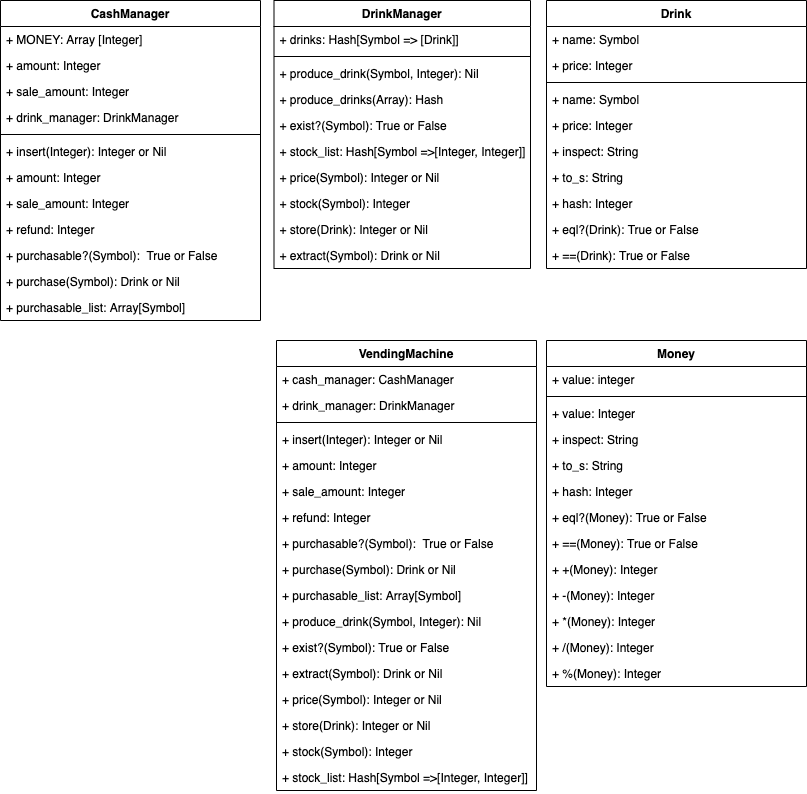 CashManager
+ MONEY: Array [Integer]
+ amount: Integer
+ sale_amount: Integer
+ drink_manager: DrinkManager
+ insert(Integer): Integer or Nil
+ amount: Integer
+ sale_amount: Integer
+ refund: Integer
+ purchasable?(Symbol):  True or False
+ purchase(Symbol): Drink or Nil
+ purchasable_list: Array[Symbol]
DrinkManager
+ drinks: Hash[Symbol => [Drink]]
+ produce_drink(Symbol, Integer): Nil
+ produce_drinks(Array): Hash
+ exist?(Symbol): True or False
+ stock_list: Hash[Symbol =>[Integer, Integer]]
+ price(Symbol): Integer or Nil
+ stock(Symbol): Integer
+ store(Drink): Integer or Nil
+ extract(Symbol): Drink or Nil
Drink
+ name: Symbol
+ price: Integer
+ name: Symbol
+ price: Integer
+ inspect: String
+ to_s: String
+ hash: Integer
+ eql?(Drink): True or False
+ ==(Drink): True or False
VendingMachine
+ cash_manager: CashManager
+ drink_manager: DrinkManager
+ insert(Integer): Integer or Nil
+ amount: Integer
+ sale_amount: Integer
+ refund: Integer
+ purchasable?(Symbol):  True or False
+ purchase(Symbol): Drink or Nil
+ purchasable_list: Array[Symbol]
+ produce_drink(Symbol, Integer): Nil
+ exist?(Symbol): True or False
+ extract(Symbol): Drink or Nil
+ price(Symbol): Integer or Nil
+ store(Drink): Integer or Nil
+ stock(Symbol): Integer
+ stock_list: Hash[Symbol =>[Integer, Integer]]
Money
+ value: integer
+ value: Integer
+ inspect: String
+ to_s: String
+ hash: Integer
+ eql?(Money): True or False
+ ==(Money): True or False
+ +(Money): Integer
+ -(Money): Integer
+ *(Money): Integer
+ /(Money): Integer
+ %(Money): Integer